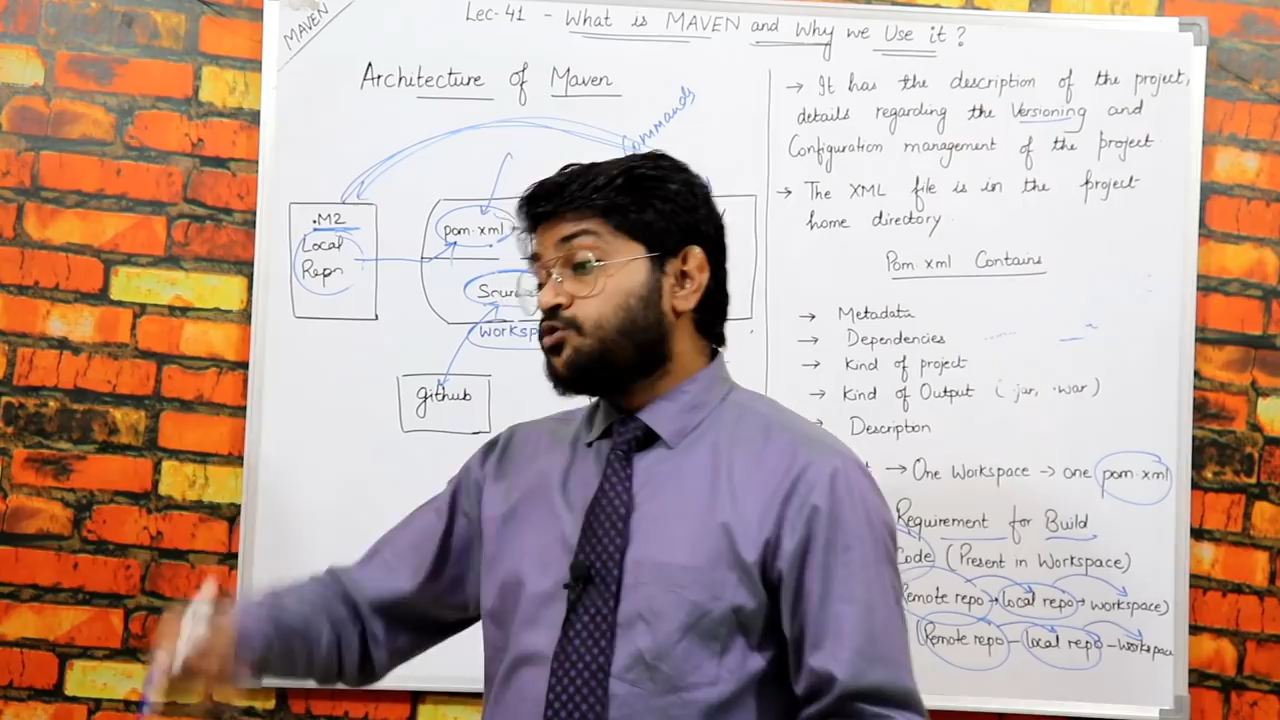 MAVEN
Lec-41 - What is MAVEN and Why we Use it ?
Architecture of Maven
Commands
.M2
Local
Repo
pom.xml
Sourc
Worksp
github
→ It has the description of the project,
details regarding the Versioning and
Configuration management of the project.
→ The XML file is in the project
home directory.
Pom.xml Contains
→ Metadata
→ Dependencies
→ Kind of project
→ Kind of Output (.jar, .war)
→ Description
→ One Workspace → one pom.xml
Requirement for Build
Code (Present in Workspace)
Remote repo → local repo → workspace)
(Remote repo - local repo - workspace